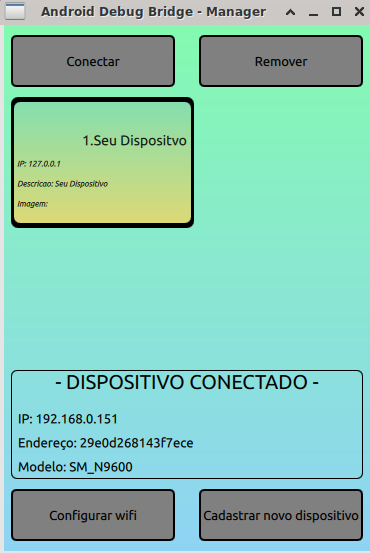 Android Debug Bridge - Manager
Conectar
Remover
1.Seu Dispositvo
IP: 127.0.0.1
Descricao: Seu Dispositivo
Imagem:
- DISPOSITIVO CONECTADO -
IP: 192.168.0.151
Endereço: 29e0d268143f7ece
Modelo: SM_N9600
Configurar wifi
Cadastrar novo dispositivo